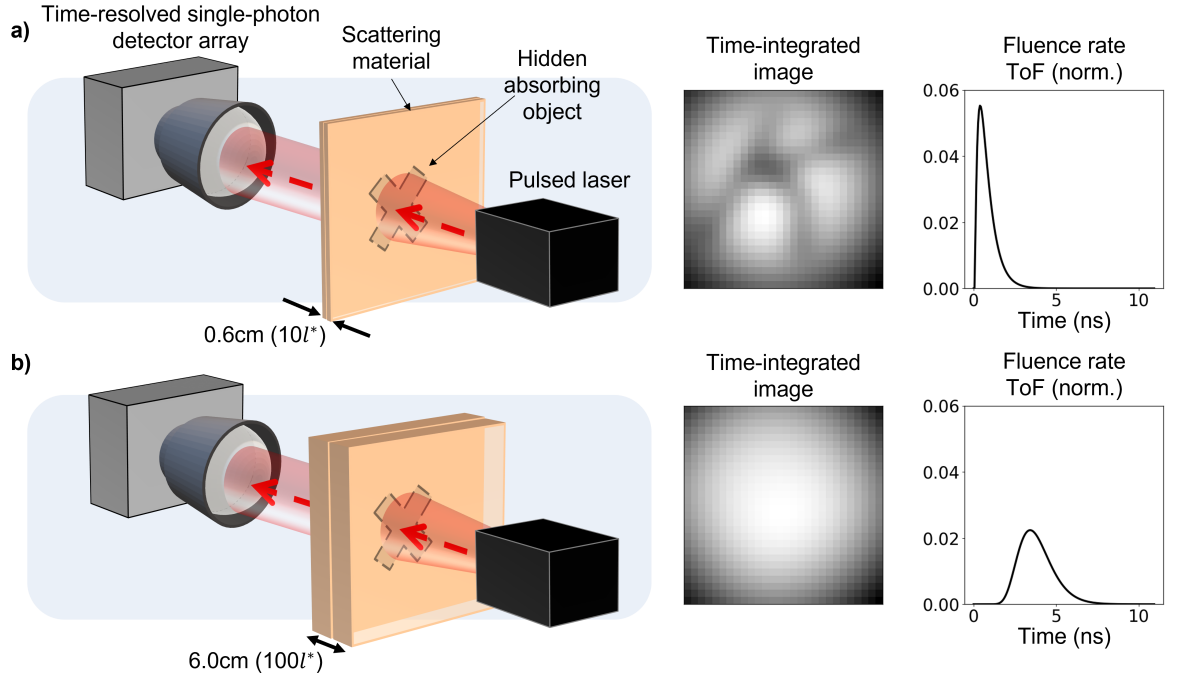 a)
Time-resolved single-photon
detector array
Scattering
material
Hidden
absorbing
object
Pulsed laser
0.6cm (10l*)
Time-integrated
image
Fluence rate
ToF (norm.)
0.06
0.04
0.02
0.00
0 5 10
Time (ns)
b)
6.0cm (100l*)
Time-integrated
image
Fluence rate
ToF (norm.)
0.06
0.04
0.02
0.00
0 5 10
Time (ns)